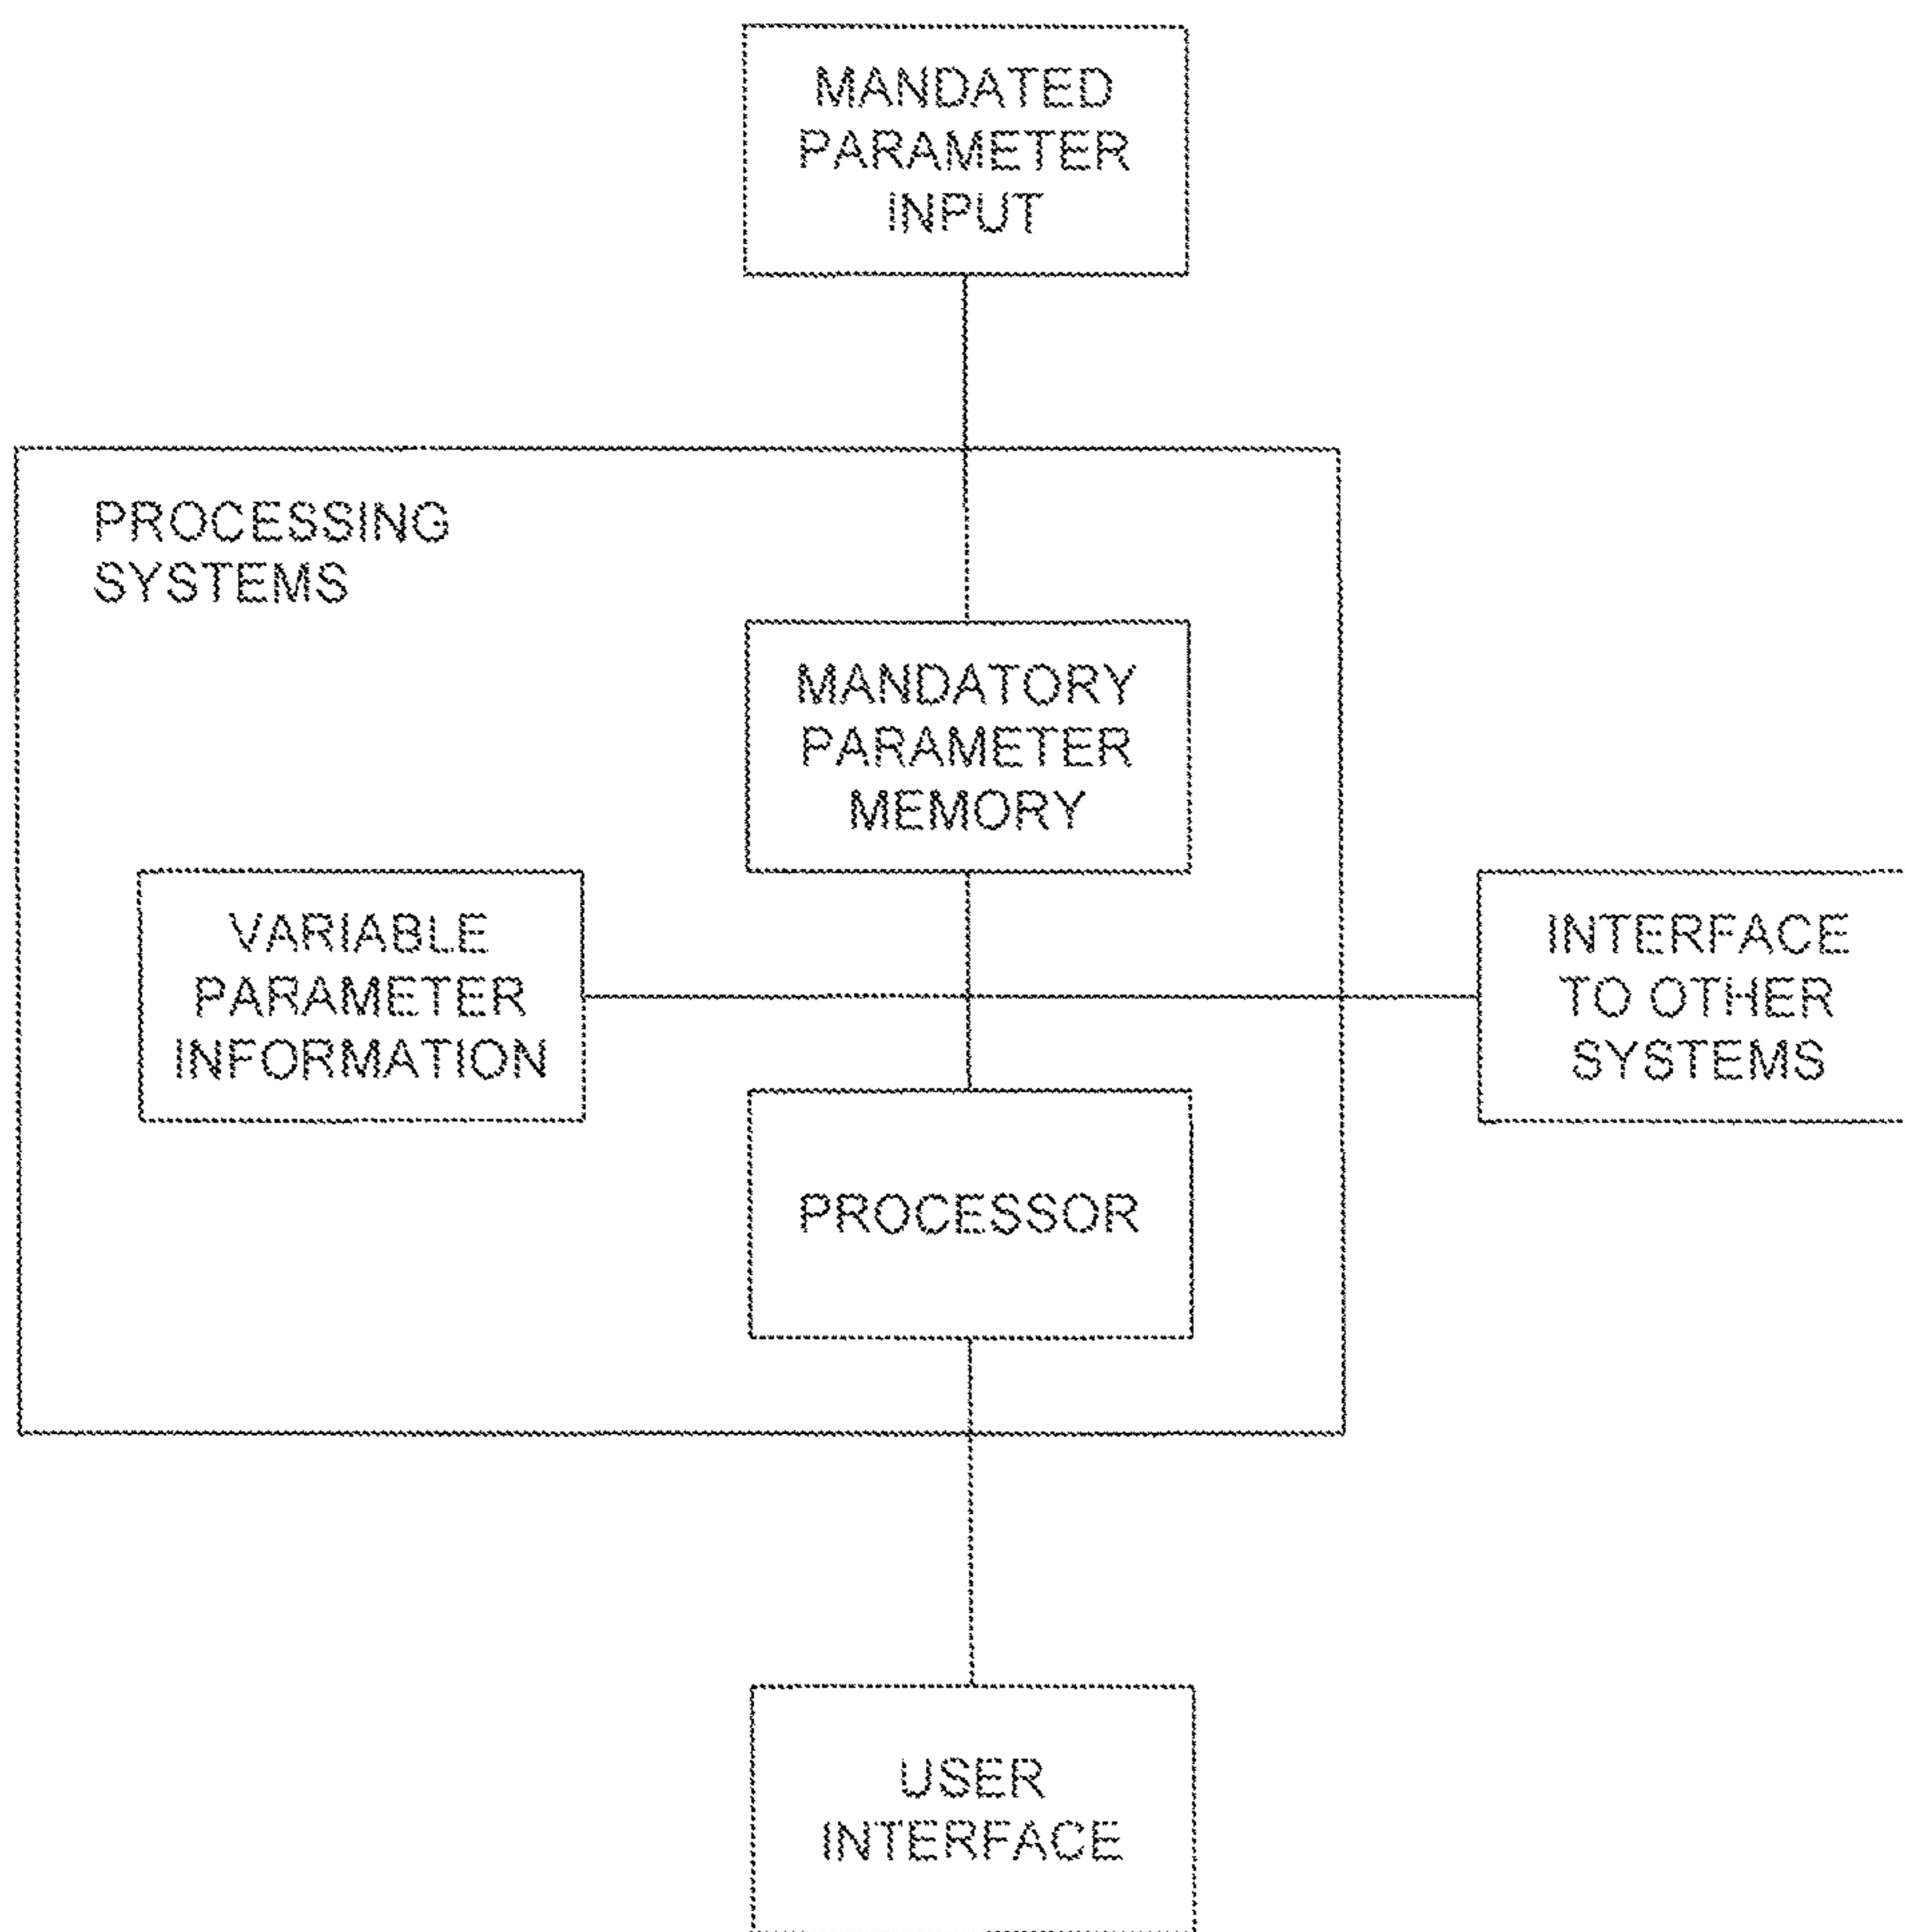 MANDATED
PARAMETER
INPUT
PROCESSING
SYSTEMS
MANDATORY
PARAMETER
MEMORY
VARIABLE
PARAMETER
INFORMATION
INTERFACE
TO OTHER
SYSTEMS
PROCESSOR
USER
INTERFACE